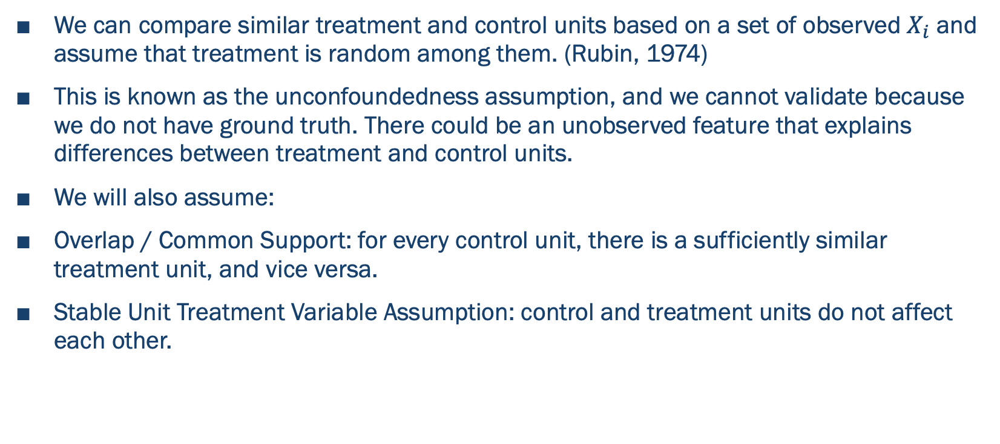 ■ We can compare similar treatment and control units based on a set of observed Xᵢ and
assume that treatment is random among them. (Rubin, 1974)
■ This is known as the unconfoundedness assumption, and we cannot validate because
we do not have ground truth. There could be an unobserved feature that explains
differences between treatment and control units.
■ We will also assume:
■ Overlap / Common Support: for every control unit, there is a sufficiently similar
treatment unit, and vice versa.
■ Stable Unit Treatment Variable Assumption: control and treatment units do not affect
each other.